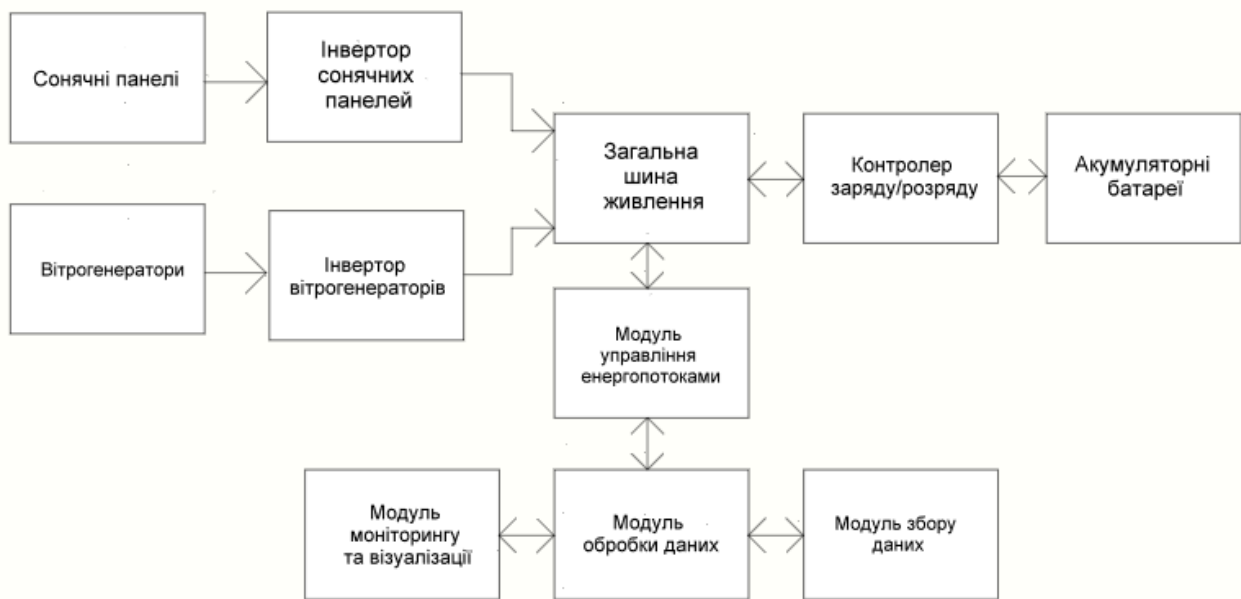 Сонячні панелі
Інвертор
сонячних
панелей
Загальна
шина
живлення
Контролер
заряду/розряду
Акумуляторні
батареї
Вітрогенератори
Інвертор
вітрогенераторів
Модуль
управління
енергопотоками
Модуль
моніторингу
та візуалізації
Модуль
обробки даних
Модуль збору
даних